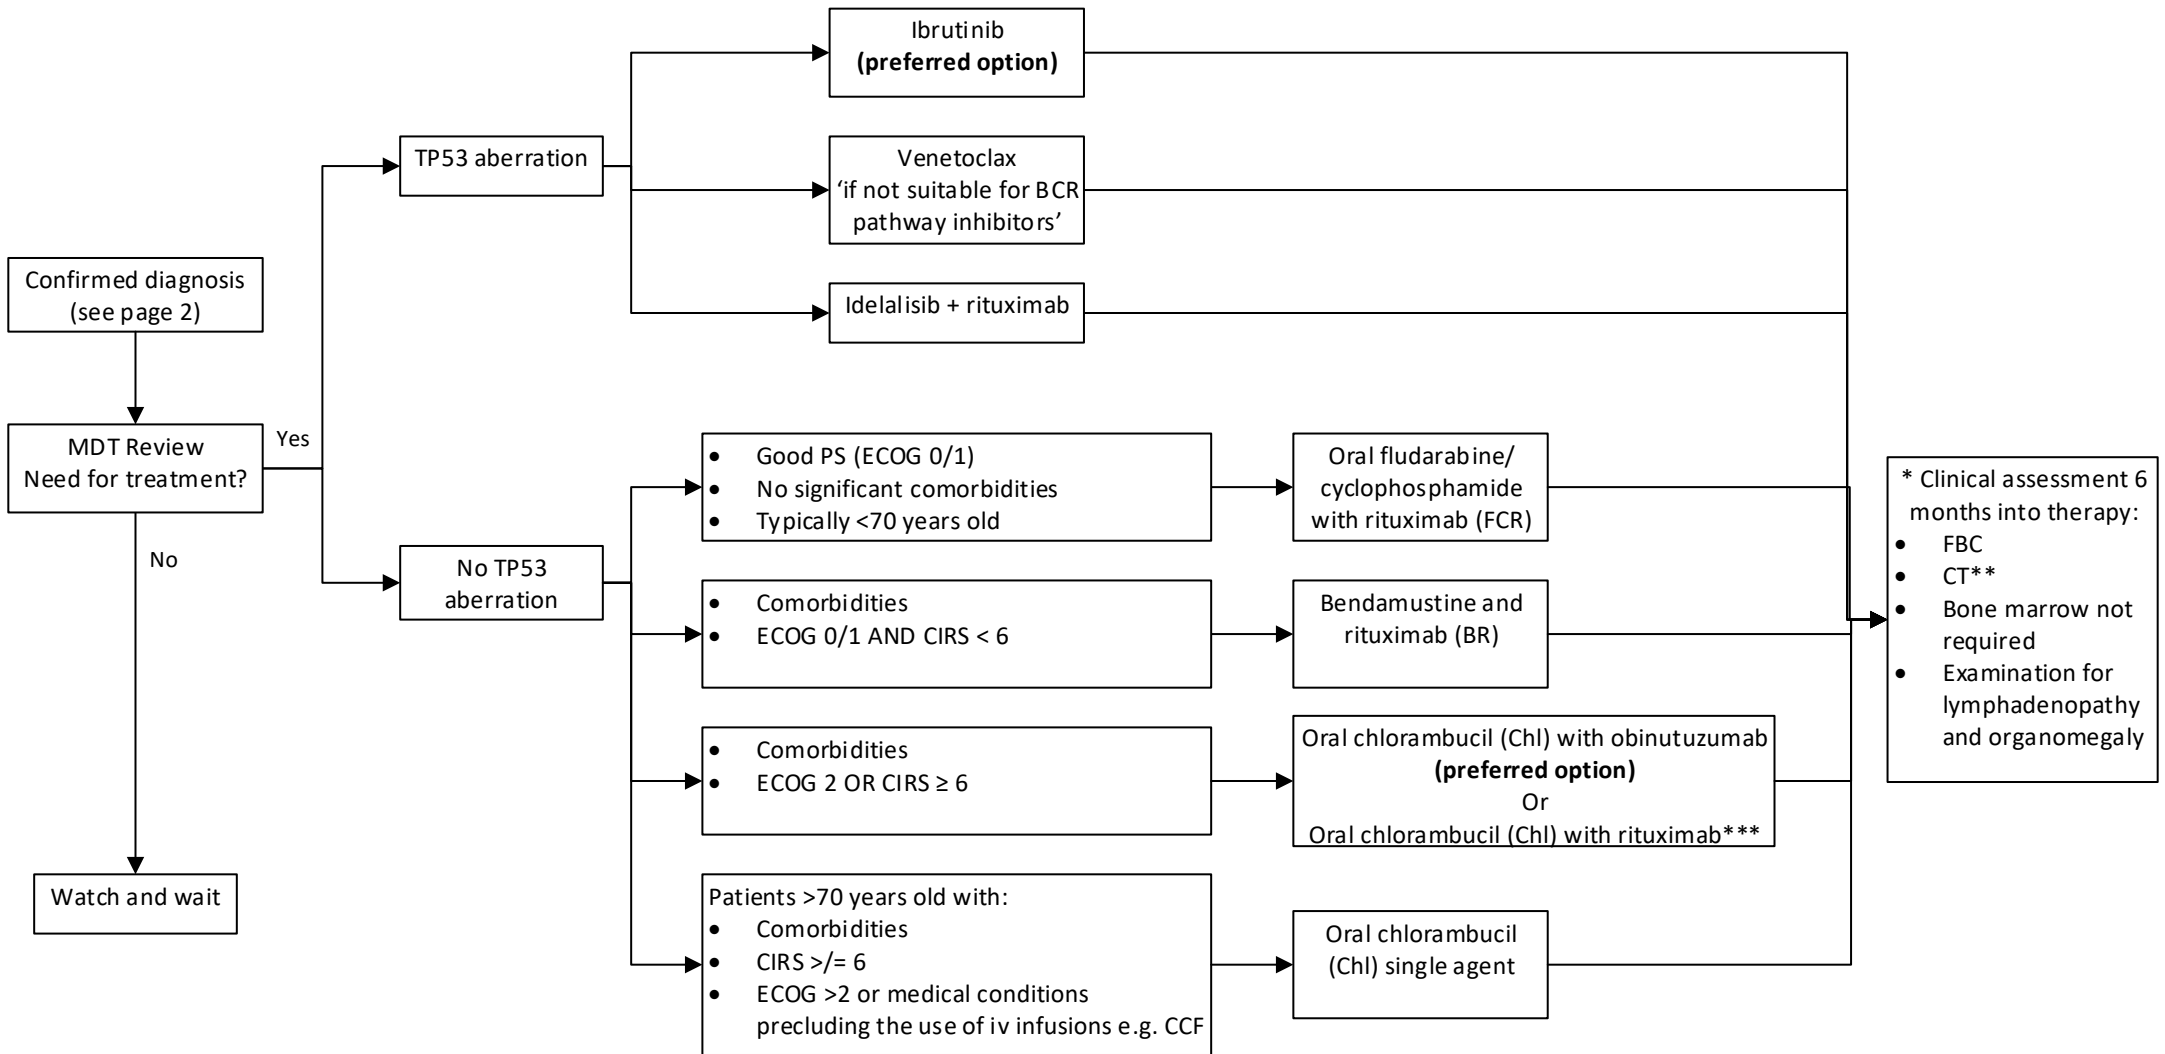 Ibrutinib
(preferred option)
TP53 aberration
Venetoclax
‘if not suitable for BCR
pathway inhibitors’
Idelalisib + rituximab
Confirmed diagnosis
(see page 2)
MDT Review
Need for treatment?
Yes
No
Watch and wait
No TP53
aberration
• Good PS (ECOG 0/1)
• No significant comorbidities
• Typically <70 years old
Oral fludarabine/
cyclophosphamide
with rituximab (FCR)
• Comorbidities
• ECOG 0/1 AND CIRS < 6
Bendamustine and
rituximab (BR)
• Comorbidities
• ECOG 2 OR CIRS ≥ 6
Oral chlorambucil (Chl) with obinutuzumab
(preferred option)
Or
Oral chlorambucil (Chl) with rituximab***
Patients >70 years old with:
• Comorbidities
• CIRS >/= 6
• ECOG >2 or medical conditions
precluding the use of iv infusions e.g. CCF
Oral chlorambucil
(Chl) single agent
* Clinical assessment 6
months into therapy:
• FBC
• CT**
• Bone marrow not
required
• Examination for
lymphadenopathy
and organomegaly